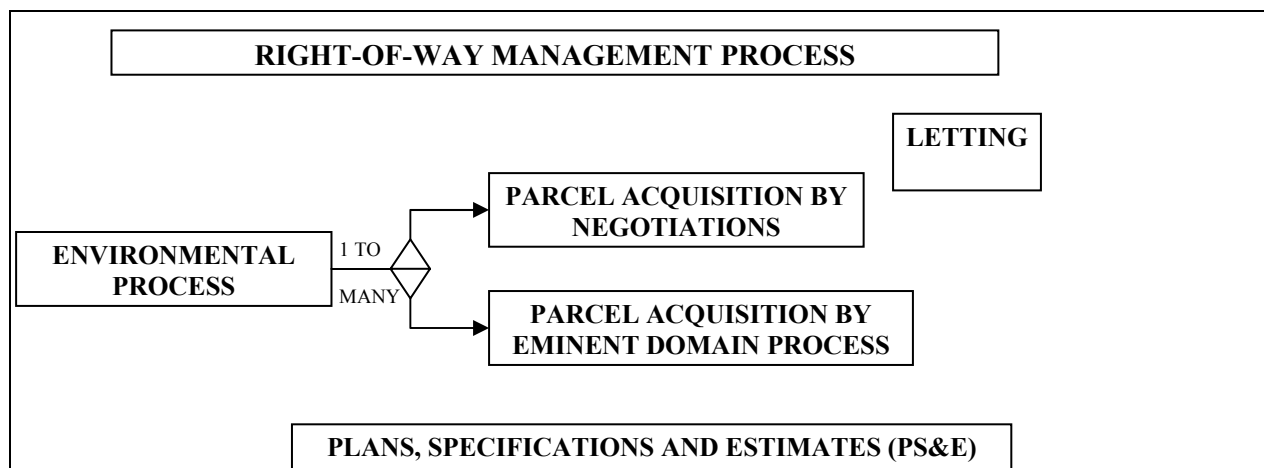 RIGHT-OF-WAY MANAGEMENT PROCESS
LETTING
PARCEL ACQUISITION BY
NEGOTIATIONS
ENVIRONMENTAL
PROCESS
1 TO
MANY
PARCEL ACQUISITION BY
EMINENT DOMAIN PROCESS
PLANS, SPECIFICATIONS AND ESTIMATES (PS&E)